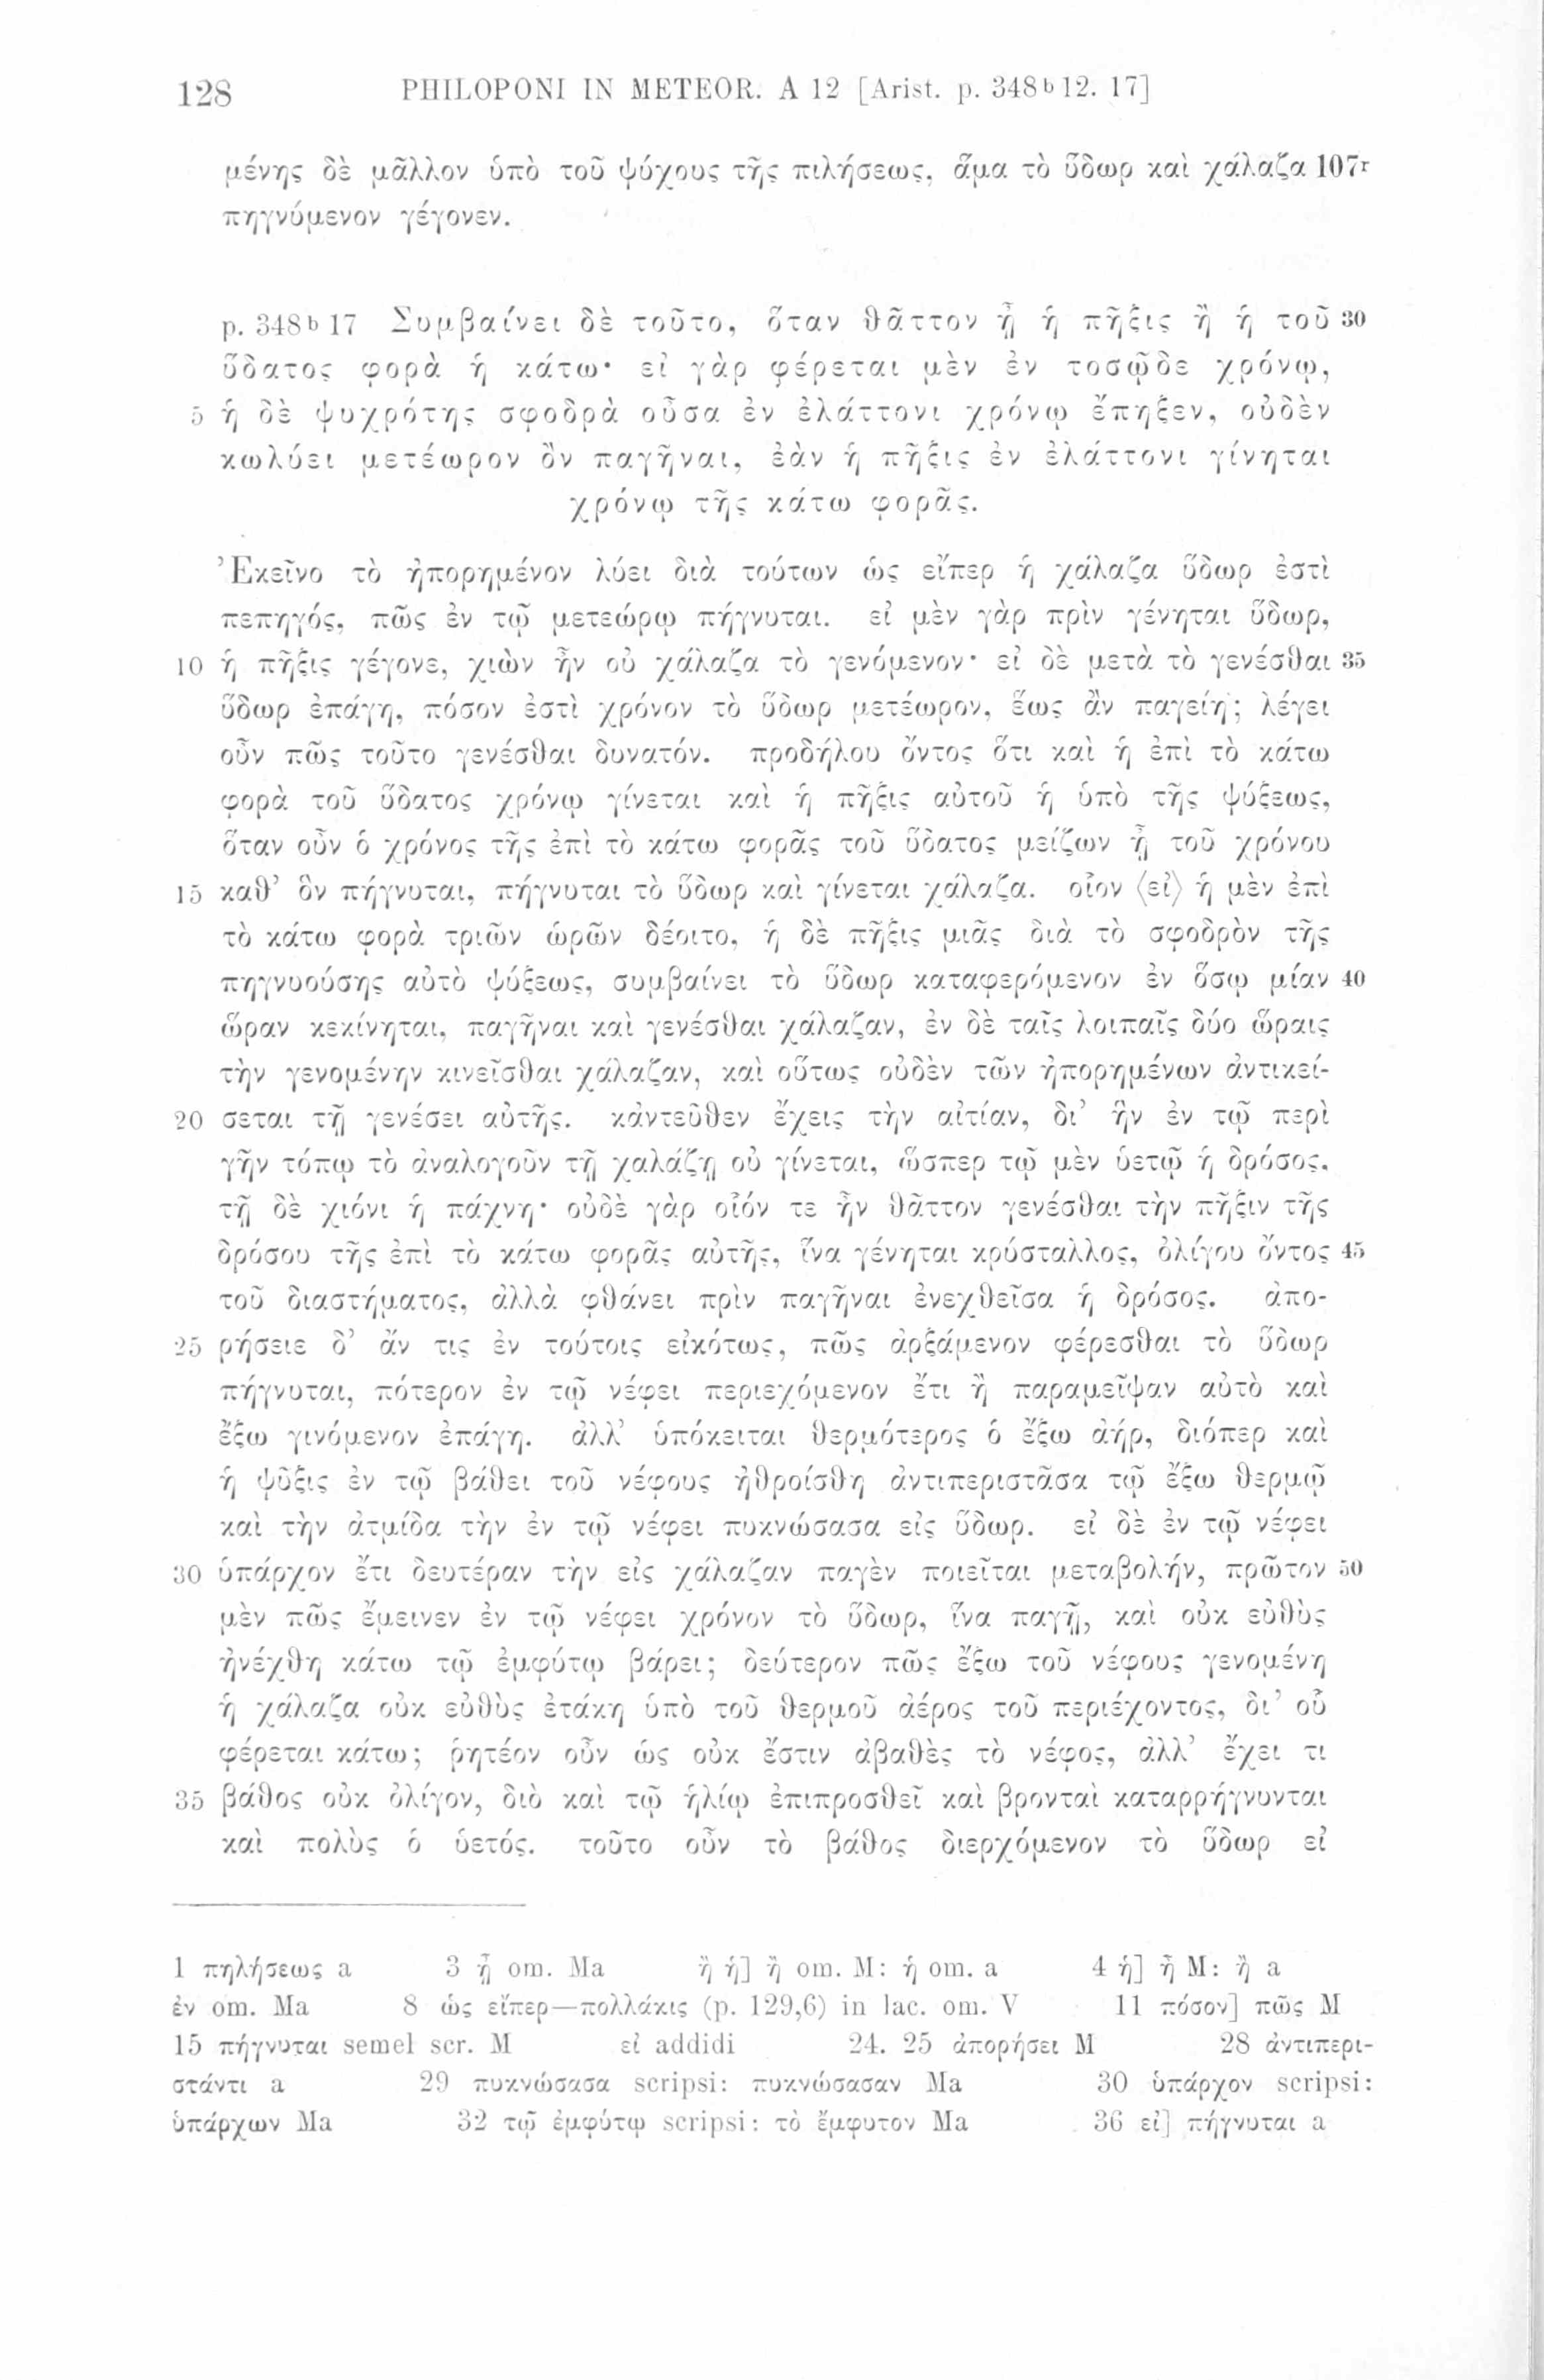 128 PHILOPONI IN METEOR. A 12 [Arist. p. 348b12. 17]
μένης δὲ μᾶλλον ὑπὸ τοῦ ψύχους τῆς πιλήσεως, ἅμα τὸ ὕδωρ καὶ χάλαζα 107r
πηγνύμενον γέγονεν.
p. 348b17 Συμβαίνει δὲ τοῦτο, ὅταν θᾶττον ᾖ ἡ πῆξις ἢ ἡ τοῦ 30
ὕδατος φορὰ ἡ κάτω· εἰ γὰρ φέρεται μὲν ἐν τοσῷδε χρόνῳ,
5 ἡ δὲ ψυχρότης σφοδρὰ οὖσα ἐν ἐλάττονι χρόνῳ ἔπηξεν, οὐδὲν
κωλύει μετέωρον ὂν παγῆναι, ἐὰν ἡ πῆξις ἐν ἐλάττονι γίνηται
χρόνῳ τῆς κάτω φορᾶς.
Ἐκεῖνο τὸ ἠπορημένον λύει διὰ τούτων ὡς εἴπερ ἡ χάλαζα ὕδωρ ἐστὶ
πεπηγός, πῶς ἐν τῷ μετεώρῳ πήγνυται. εἰ μὲν γὰρ πρὶν γένηται ὕδωρ,
10 ἡ πῆξις γέγονε, χιὼν ἦν οὐ χάλαζα τὸ γενόμενον· εἰ δὲ μετὰ τὸ γενέσθαι 35
ὕδωρ ἐπάγη, πόσον ἐστὶ χρόνον τὸ ὕδωρ μετέωρον, ἕως ἂν παγείη; λέγει
οὖν πῶς τοῦτο γενέσθαι δυνατόν. προδήλου ὄντος ὅτι καὶ ἡ ἐπὶ τὸ κάτω
φορὰ τοῦ ὕδατος χρόνῳ γίνεται καὶ ἡ πῆξις αὐτοῦ ἡ ὑπὸ τῆς ψύξεως,
ὅταν οὖν ὁ χρόνος τῆς ἐπὶ τὸ κάτω φορᾶς τοῦ ὕδατος μείζων ᾖ τοῦ χρόνου
15 καθ’ ὃν πήγνυται, πήγνυται τὸ ὕδωρ καὶ γίνεται χάλαζα. οἷον ⟨εἰ⟩ ἡ μὲν ἐπὶ
τὸ κάτω φορὰ τριῶν ὡρῶν δέοιτο, ἡ δὲ πῆξις μιᾶς διὰ τὸ σφοδρὸν τῆς
πηγνυούσης αὐτὸ ψύξεως, συμβαίνει τὸ ὕδωρ καταφερόμενον ἐν ὅσῳ μίαν 40
ὥραν κεκίνηται, παγῆναι καὶ γενέσθαι χάλαζαν, ἐν δὲ ταῖς λοιπαῖς δύο ὥραις
τὴν γενομένην κινεῖσθαι χάλαζαν, καὶ οὕτως οὐδὲν τῶν ἠπορημένων ἀντικεί-
20 σεται τῇ γενέσει αὐτῆς. κἀντεῦθεν ἔχεις τὴν αἰτίαν, δι’ ἣν ἐν τῷ περὶ
γῆν τόπῳ τὸ ἀναλογοῦν τῇ χαλάζῃ οὐ γίνεται, ὥσπερ τῷ μὲν ὑετῷ ἡ δρόσος,
τῇ δὲ χιόνι ἡ πάχνη· οὐδὲ γὰρ οἷόν τε ἦν θᾶττον γενέσθαι τὴν πῆξιν τῆς
δρόσου τῆς ἐπὶ τὸ κάτω φορᾶς αὐτῆς, ἵνα γένηται κρύσταλλος, ὀλίγου ὄντος 45
τοῦ διαστήματος, ἀλλὰ φθάνει πρὶν παγῆναι ἐνεχθεῖσα ἡ δρόσος. ἀπο-
25 ρήσειε δ’ ἄν τις ἐν τούτοις εἰκότως, πῶς ἀρξάμενον φέρεσθαι τὸ ὕδωρ
πήγνυται, πότερον ἐν τῷ νέφει περιεχόμενον ἔτι ἢ παραμεῖψαν αὐτὸ καὶ
ἔξω γινόμενον ἐπάγη. ἀλλ’ ὑπόκειται θερμότερος ὁ ἔξω ἀήρ, διόπερ καὶ
ἡ ψῦξις ἐν τῷ βάθει τοῦ νέφους ἠθροίσθη ἀντιπεριστᾶσα τῷ ἔξω θερμῷ
καὶ τὴν ἀτμίδα τὴν ἐν τῷ νέφει πυκνώσασα εἰς ὕδωρ. εἰ δὲ ἐν τῷ νέφει
30 ὑπάρχον ἔτι δευτέραν τὴν εἰς χάλαζαν παγὲν ποιεῖται μεταβολήν, πρῶτον 50
μὲν πῶς ἔμεινεν ἐν τῷ νέφει χρόνον τὸ ὕδωρ, ἵνα παγῇ, καὶ οὐκ εὐθὺς
ἠνέχθη κάτω τῷ ἐμφύτῳ βάρει; δεύτερον πῶς ἔξω τοῦ νέφους γενομένη
ἡ χάλαζα οὐκ εὐθὺς ἐτάκη ὑπὸ τοῦ θερμοῦ ἀέρος τοῦ περιέχοντος, δι’ οὗ
φέρεται κάτω; ῥητέον οὖν ὡς οὐκ ἔστιν ἀβαθὲς τὸ νέφος, ἀλλ’ ἔχει τι
35 βάθος οὐκ ὀλίγον, διὸ καὶ τῷ ἡλίῳ ἐπιπροσθεῖ καὶ βρονταὶ καταρρήγνυνται
καὶ πολὺς ὁ ὑετός. τοῦτο οὖν τὸ βάθος διερχόμενον τὸ ὕδωρ εἰ
1 πηλήσεως a 3 ᾖ om. Ma ἢ ἡ] ἢ om. M: ἡ om. a 4 ἡ] ἦ M: ἢ a
ἐν om. Ma 8 ὡς εἴπερ—πολλάκις (p. 129,6) in lac. om. V 11 πόσον] πῶς M
15 πήγνυται semel scr. M εἰ addidi 24. 25 ἀπορήσει M 28 ἀντιπερι-
στάντι a 29 πυκνώσασα scripsi: πυκνώσασαν Ma 30 ὑπάρχον scripsi:
ὑπάρχων Ma 32 τῷ ἐμφύτῳ scripsi: τὸ ἔμφυτον Ma 36 εἰ] πήγνυται a